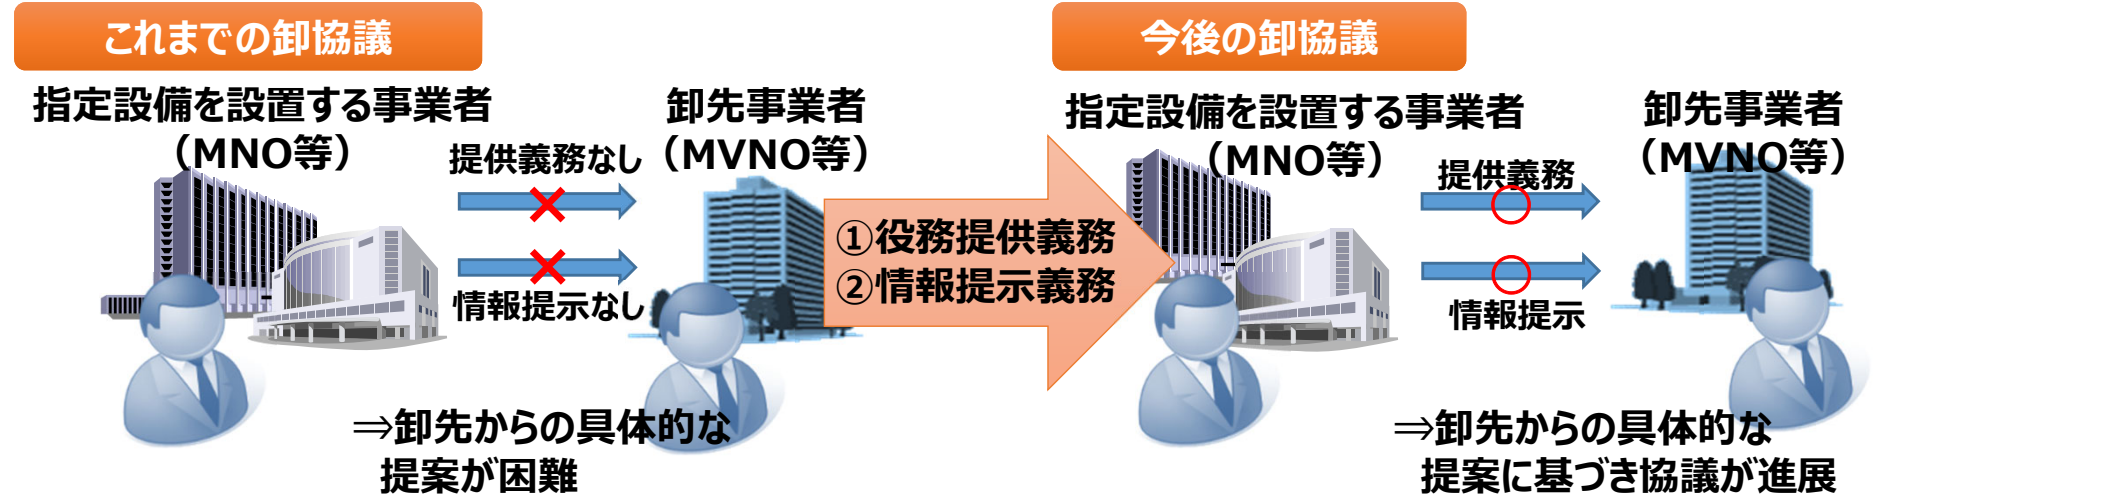 これまでの卸協議
指定設備を設置する事業者
（MNO等）
卸先事業者
（MVNO等）
提供義務なし
情報提示なし
⇒卸先からの具体的な
提案が困難
①役務提供義務
②情報提示義務
今後の卸協議
指定設備を設置する事業者
（MNO等）
卸先事業者
（MVNO等）
提供義務
情報提示
⇒卸先からの具体的な
提案に基づき協議が進展